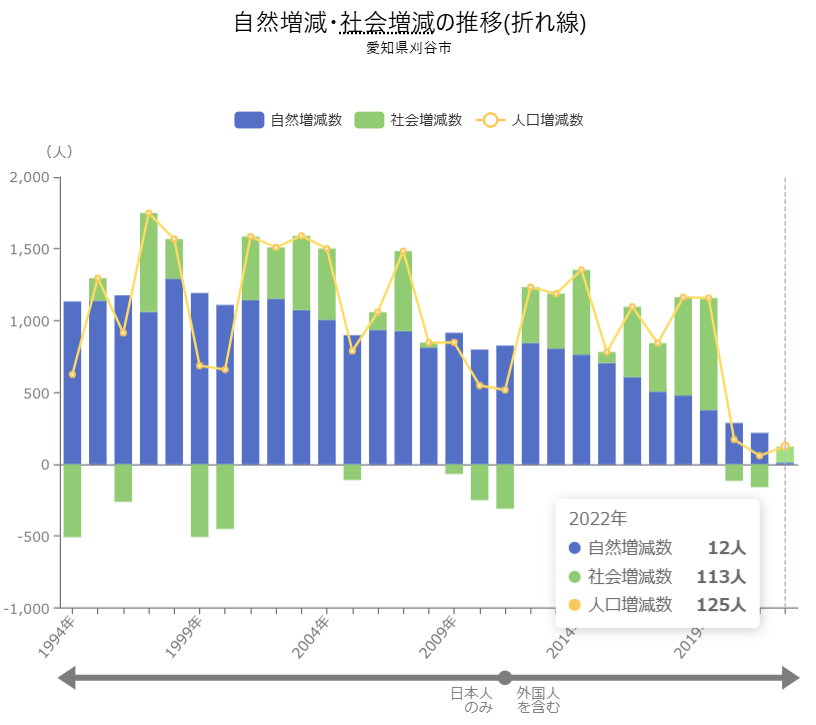 自然増減・社会増減の推移(折れ線)
愛知県刈谷市
自然増減数 社会増減数 人口増減数
（人）
2,000
1,500
1,000
500
0
-500
-1,000
2022年
自然増減数 12人
社会増減数 113人
人口増減数 125人
1994年 1999年 2004年 2009年 2014- 2019-
日本人 外国人
のみ を含む